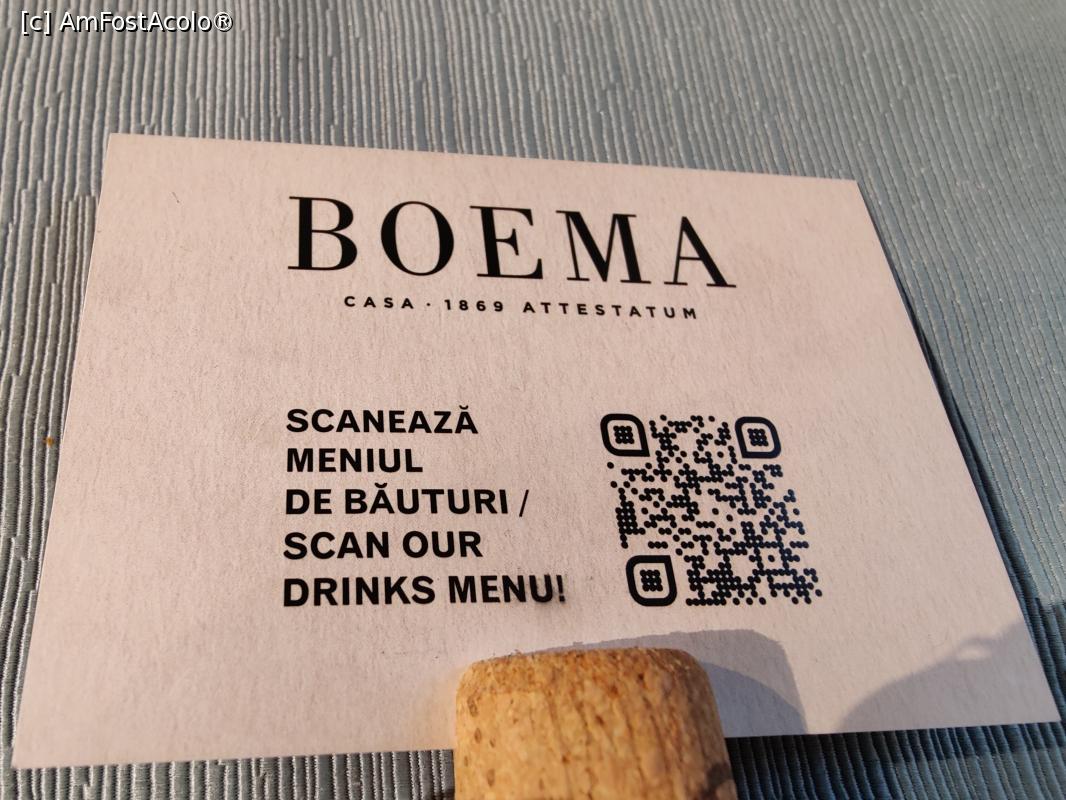 [c] AmFostAcolo®
BOEMA
CASA · 1869 ATTESTATUM
SCANEAZĂ
MENIUL
DE BĂUTURI /
SCAN OUR
DRINKS MENU!